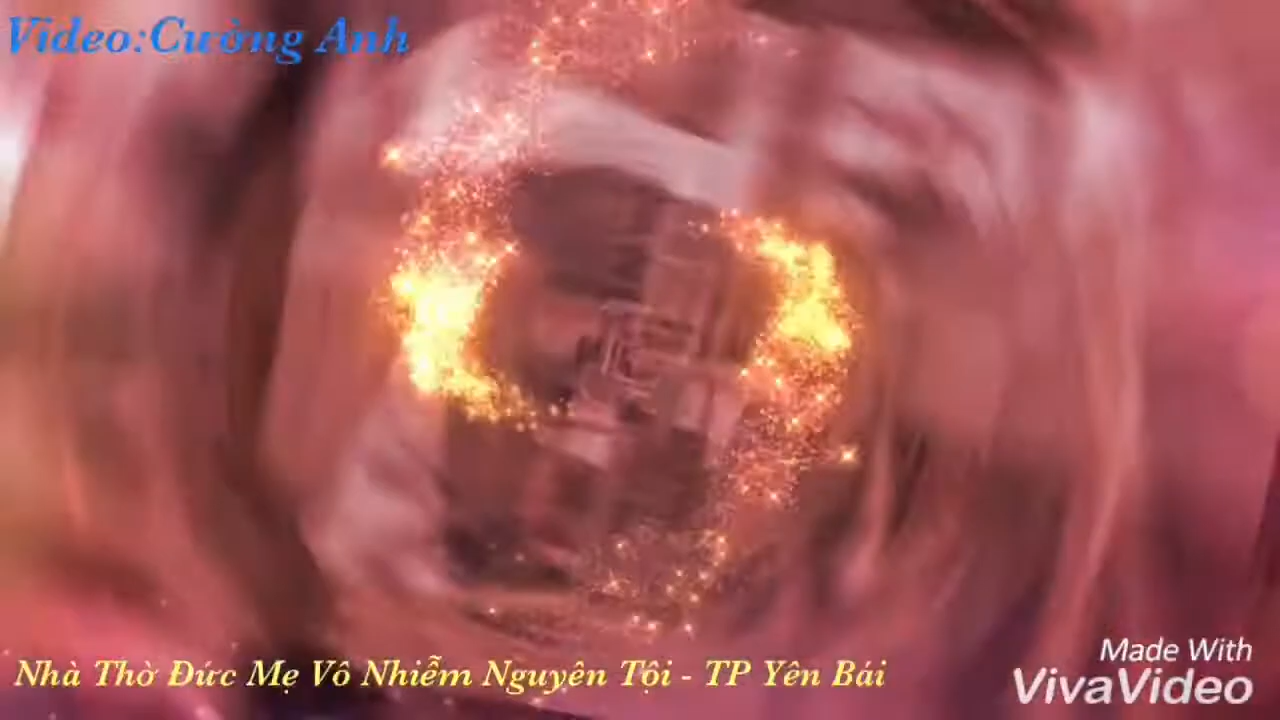 Video:Cường Anh
Nhà Thờ Đức Mẹ Vô Nhiễm Nguyên Tội - TP Yên Bái
Made With
VivaVideo